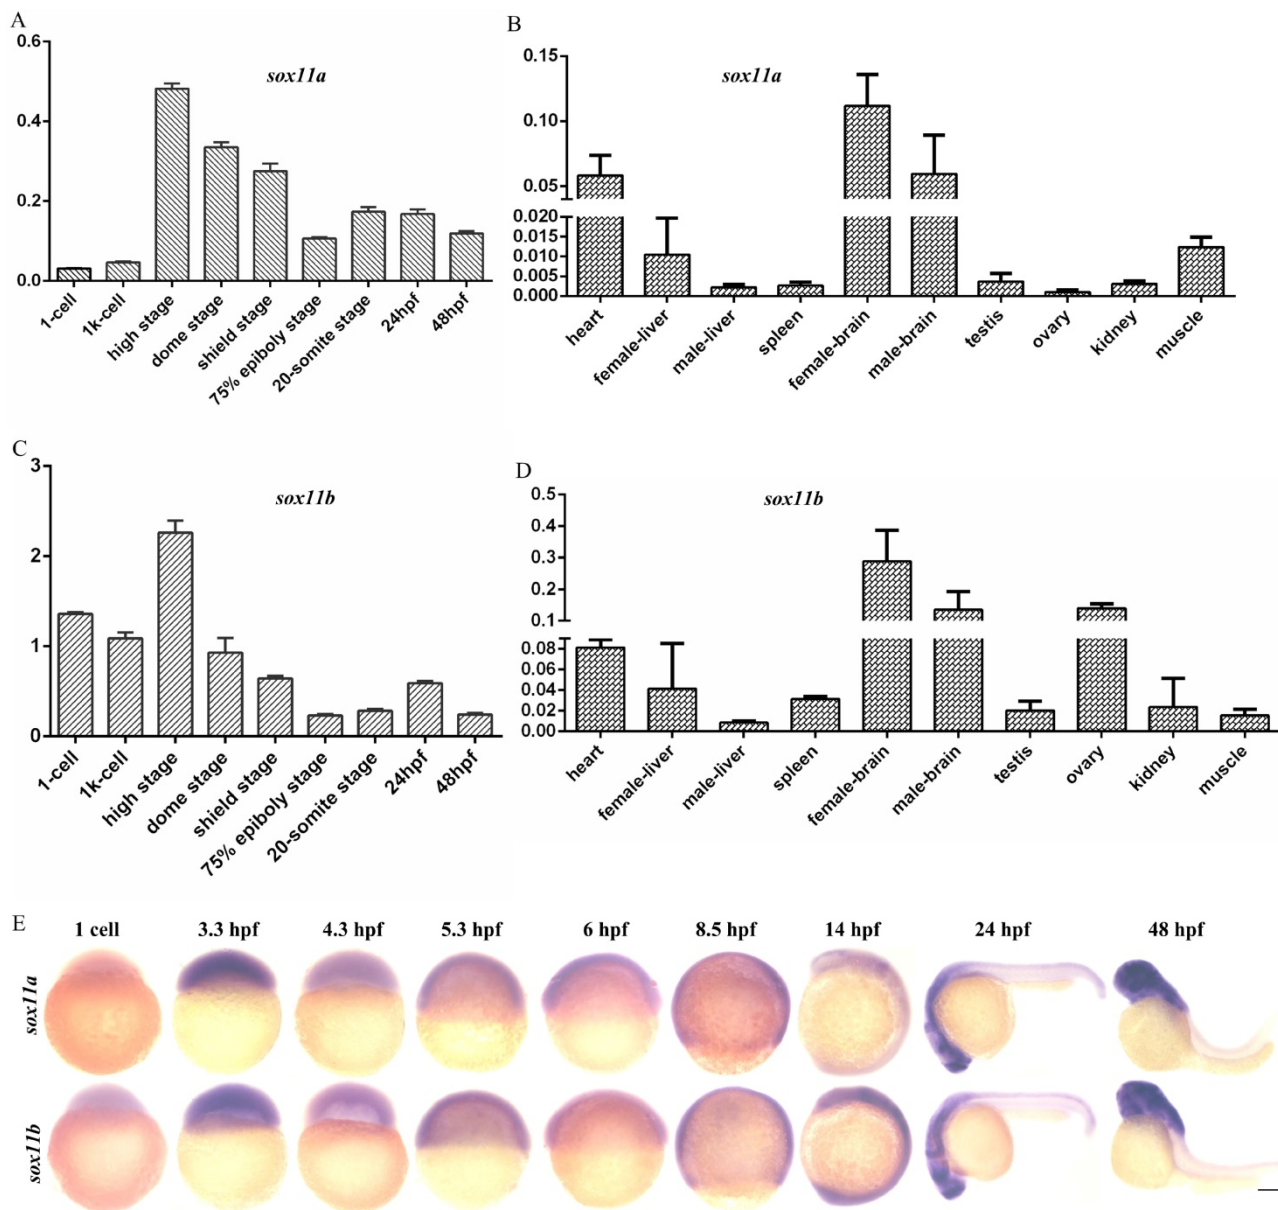 A
sox11a
0.6
0.4
0.2
0.0
1-cell
1k-cell
high stage
dome stage
shield stage
75% epiboly stage
20-somite stage
24hpf
48hpf
B
sox11a
0.15
0.10
0.05
0.020
0.015
0.010
0.005
0.000
heart
female-liver
male-liver
spleen
female-brain
male-brain
testis
ovary
kidney
muscle
C
sox11b
3
2
1
0
1-cell
1k-cell
high stage
dome stage
shield stage
75% epiboly stage
20-somite stage
24hpf
48hpf
D
sox11b
0.5
0.4
0.3
0.2
0.1
0.08
0.06
0.04
0.02
0.00
heart
female-liver
male-liver
spleen
female-brain
male-brain
testis
ovary
kidney
muscle
E
1 cell 3.3 hpf 4.3 hpf 5.3 hpf 6 hpf 8.5 hpf 14 hpf 24 hpf 48 hpf
sox11a
sox11b